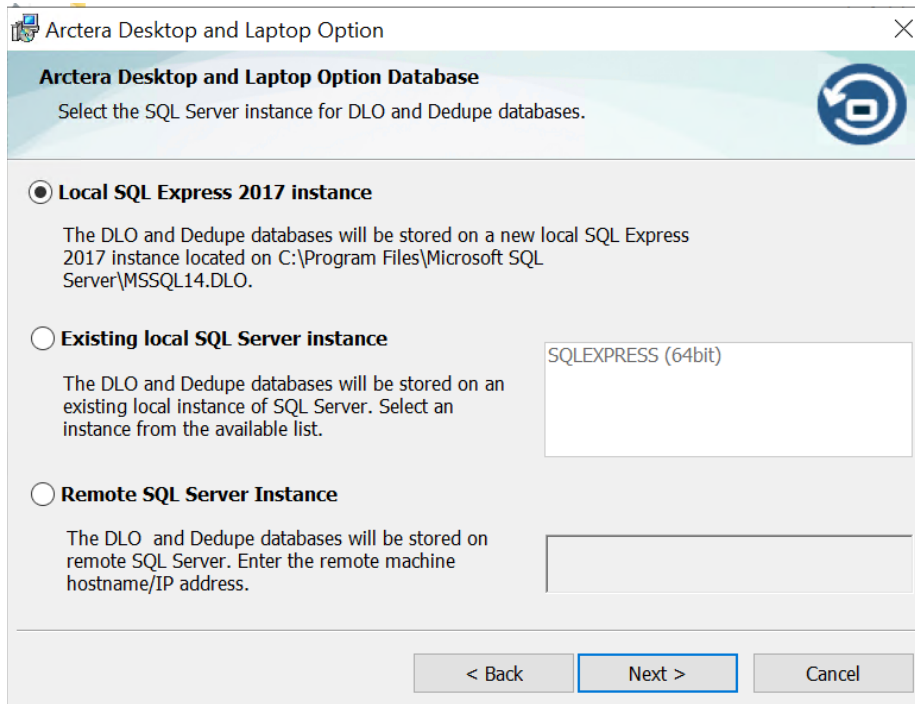 Arctera Desktop and Laptop Option
Arctera Desktop and Laptop Option Database
Select the SQL Server instance for DLO and Dedupe databases.
Local SQL Express 2017 instance
The DLO and Dedupe databases will be stored on a new local SQL Express
2017 instance located on C:\Program Files\Microsoft SQL
Server\MSSQL14.DLO.
Existing local SQL Server instance
SQLEXPRESS (64bit)
The DLO and Dedupe databases will be stored on an
existing local instance of SQL Server. Select an
instance from the available list.
Remote SQL Server Instance
The DLO  and Dedupe databases will be stored on
remote SQL Server. Enter the remote machine
hostname/IP address.
< Back
Next >
Cancel